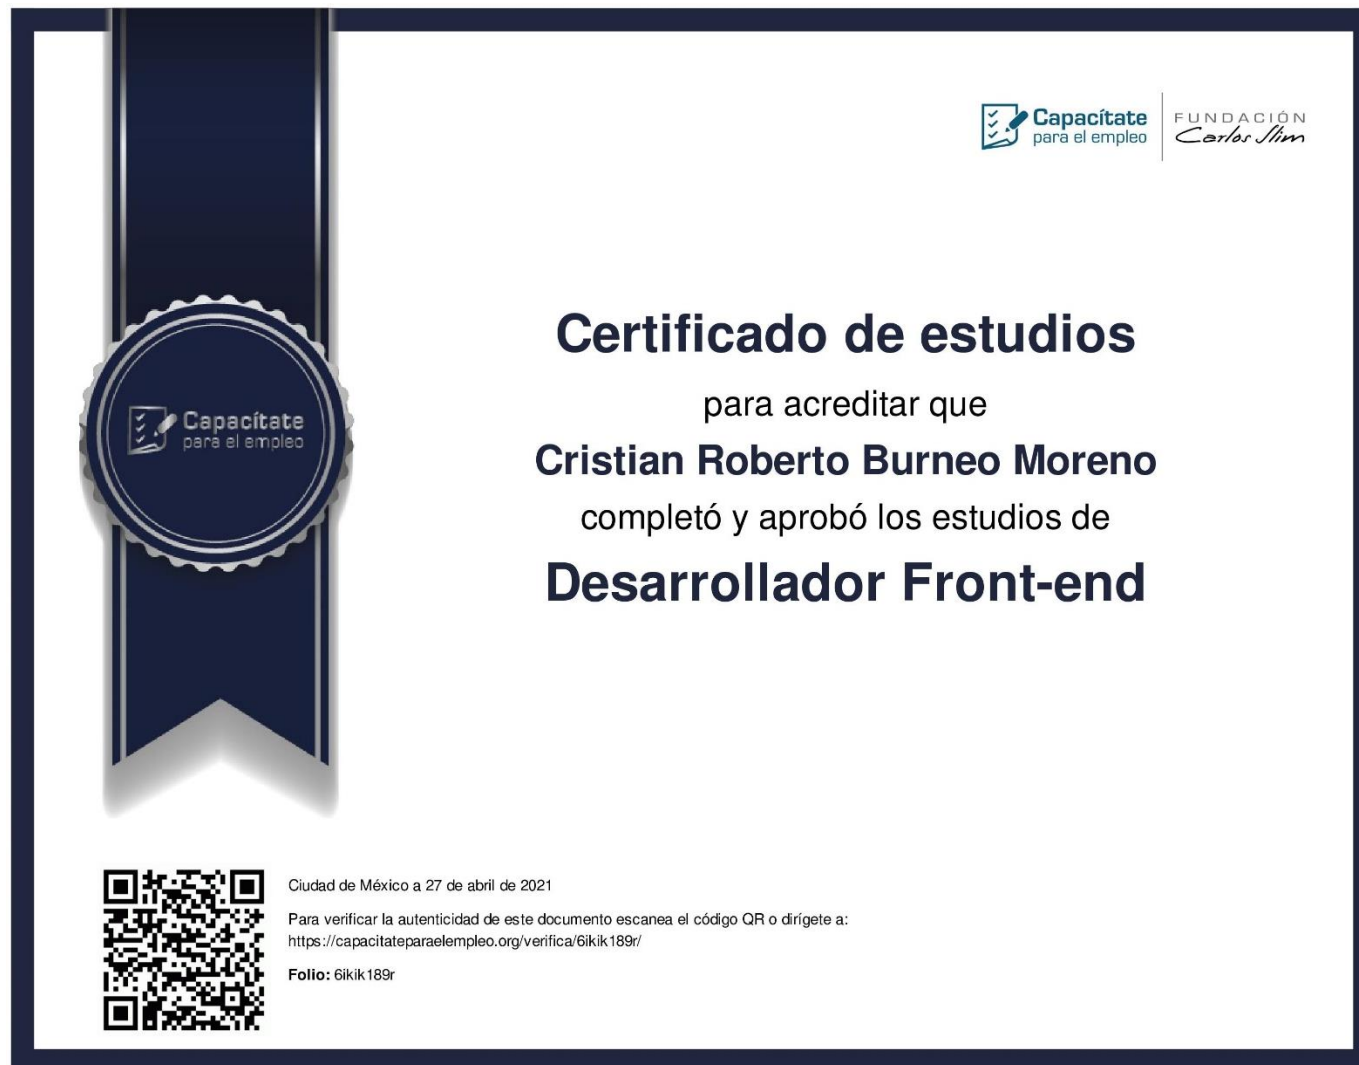 Capacítate
para el empleo
FUNDACIÓN
Carlos Slim
Certificado de estudios
para acreditar que
Cristian Roberto Burneo Moreno
completó y aprobó los estudios de
Desarrollador Front-end
Capacítate
para el empleo
Ciudad de México a 27 de abril de 2021
Para verificar la autenticidad de este documento escanea el código QR o dirígete a:
https://capacitateparaelempleo.org/verifica/6ikik189r/
Folio: 6ikik189r